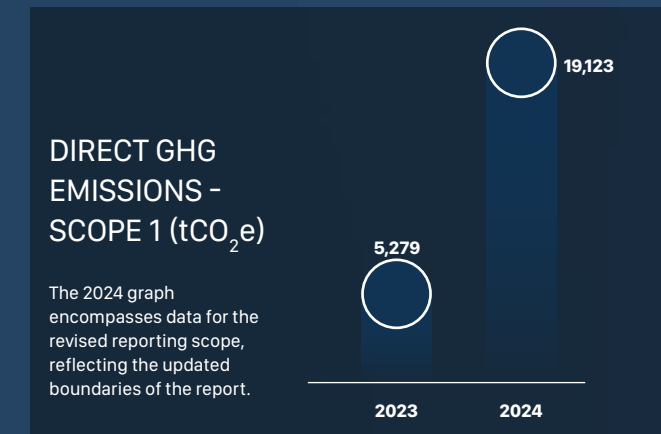 DIRECT GHG
EMISSIONS -
SCOPE 1 (tCO₂e)
The 2024 graph
encompasses data for the
revised reporting scope,
reflecting the updated
boundaries of the report.
19,123
5,279
2023
2024